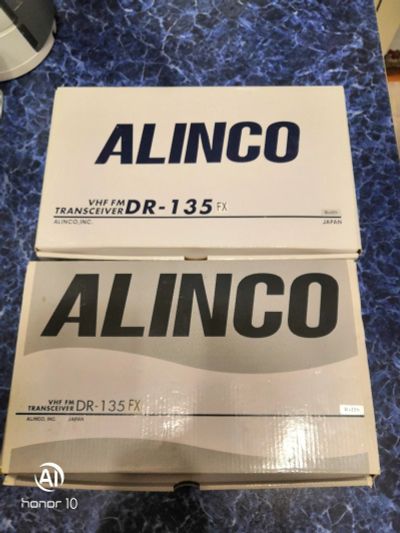 ALINCO
VHF FM
TRANSCEIVER DR-135 FX
ALINCO, INC.
JAPAN
ALINCO
VHF FM
TRANSCEIVER DR-135 FX
ALINCO, INC. JAPAN
AI
honor 10